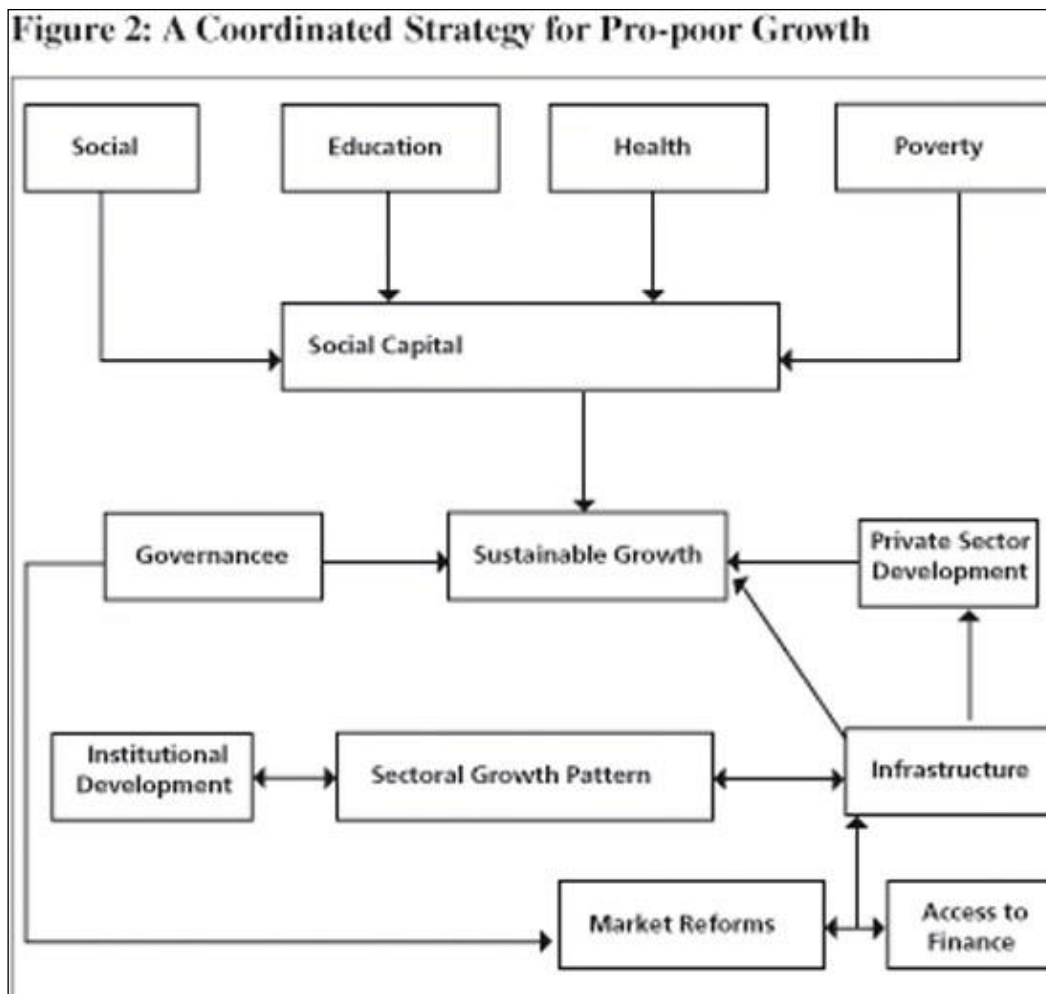 Figure 2: A Coordinated Strategy for Pro-poor Growth
Social
Education
Health
Poverty
Social Capital
Governancee
Sustainable Growth
Private Sector
Development
Institutional
Development
Sectoral Growth Pattern
Infrastructure
Market Reforms
Access to
Finance